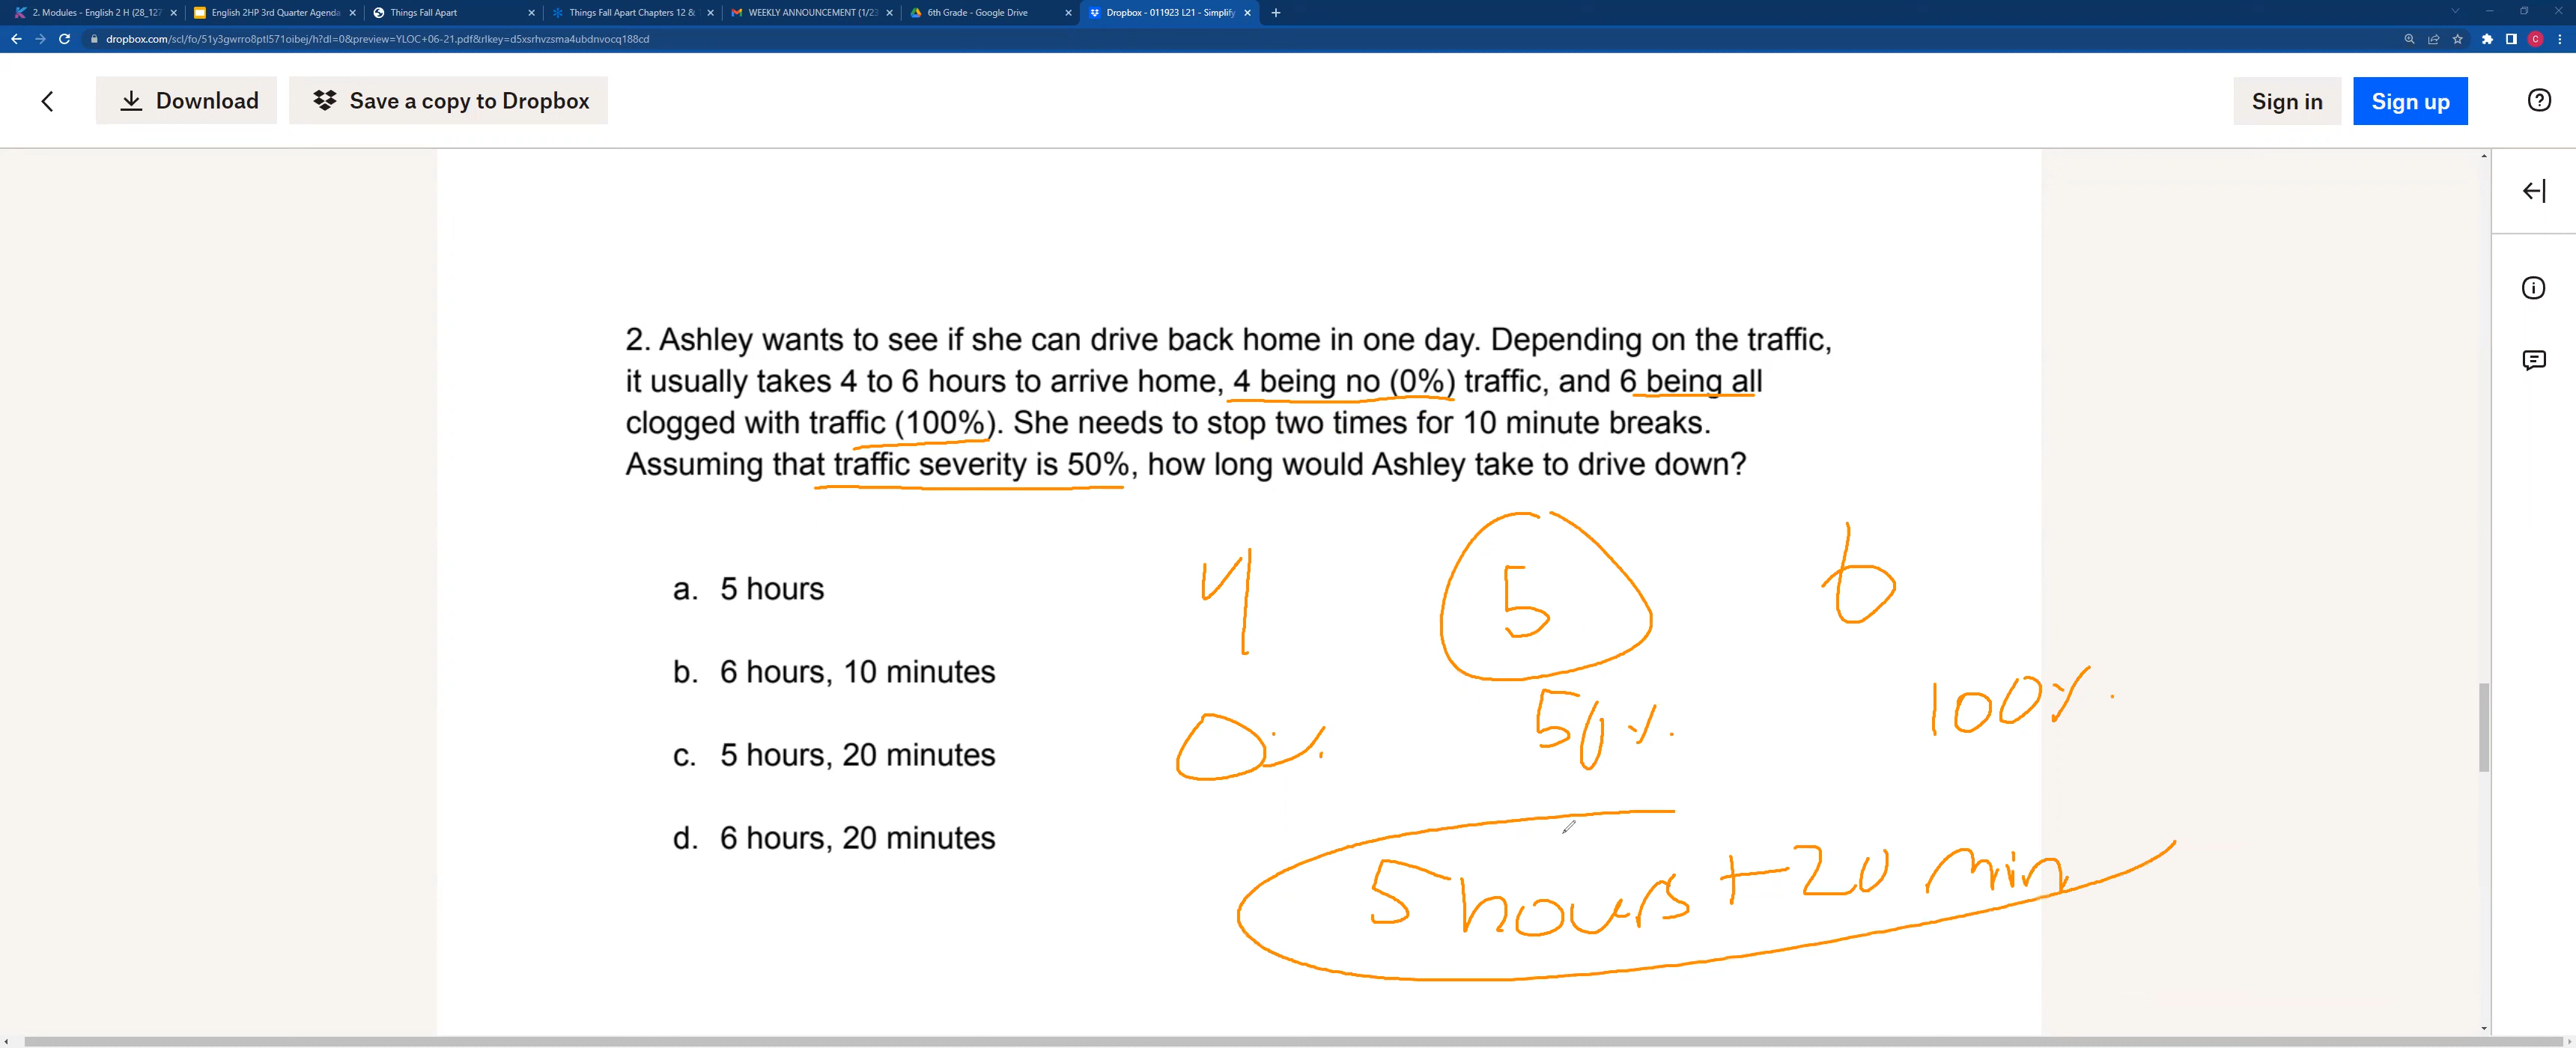 2. Modules - English 2 H (28_127
English 2HP 3rd Quarter Agenda
Things Fall Apart
Things Fall Apart Chapters 12 &
WEEKLY ANNOUNCEMENT (1/23
6th Grade - Google Drive
Dropbox - 011923 L21 - Simplify
dropbox.com/scl/fo/51y3gwrro8ptl571oibej/h?dl=0&preview=YLOC+06-21.pdf&rlkey=d5xsrhvzsma4ubdnvocq188cd
C
Download
Save a copy to Dropbox
Sign in
Sign up
2. Ashley wants to see if she can drive back home in one day. Depending on the traffic,
it usually takes 4 to 6 hours to arrive home, 4 being no (0%) traffic, and 6 being all
clogged with traffic (100%). She needs to stop two times for 10 minute breaks.
Assuming that traffic severity is 50%, how long would Ashley take to drive down?
a. 5 hours
b. 6 hours, 10 minutes
c. 5 hours, 20 minutes
d. 6 hours, 20 minutes
4 5 6
0% 50% 100%
5 hours + 20 min